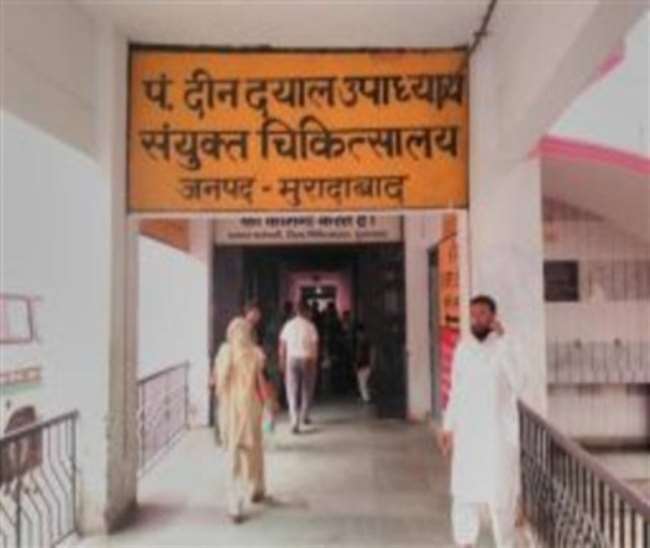 पं. दीन दयाल उपाध्याय
संयुक्त चिकित्सालय
जनपद - मुरादाबाद